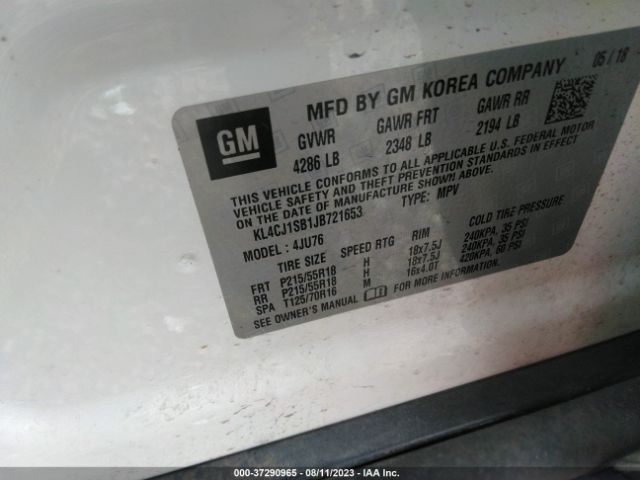 MFD BY GM KOREA COMPANY 05/18
GM
GVWR GAWR FRT GAWR RR
4286 LB 2348 LB 2194 LB
THIS VEHICLE CONFORMS TO ALL APPLICABLE U.S. FEDERAL MOTOR
VEHICLE SAFETY AND THEFT PREVENTION STANDARDS IN EFFECT
ON THE DATE OF MANUFACTURE SHOWN ABOVE.
KL4CJ1SB1JB721653 TYPE: MPV
MODEL: 4JU76
TIRE SIZE SPEED RTG RIM COLD TIRE PRESSURE
FRT P215/55R18 H 18x7.5J 240KPA, 35 PSI
RR P215/55R18 H 18x7.5J 240KPA, 35 PSI
SPA T125/70R16 M 16x4.0T 420KPA, 60 PSI
SEE OWNER'S MANUAL FOR MORE INFORMATION
000-37290965 - 08/11/2023 - IAA Inc.